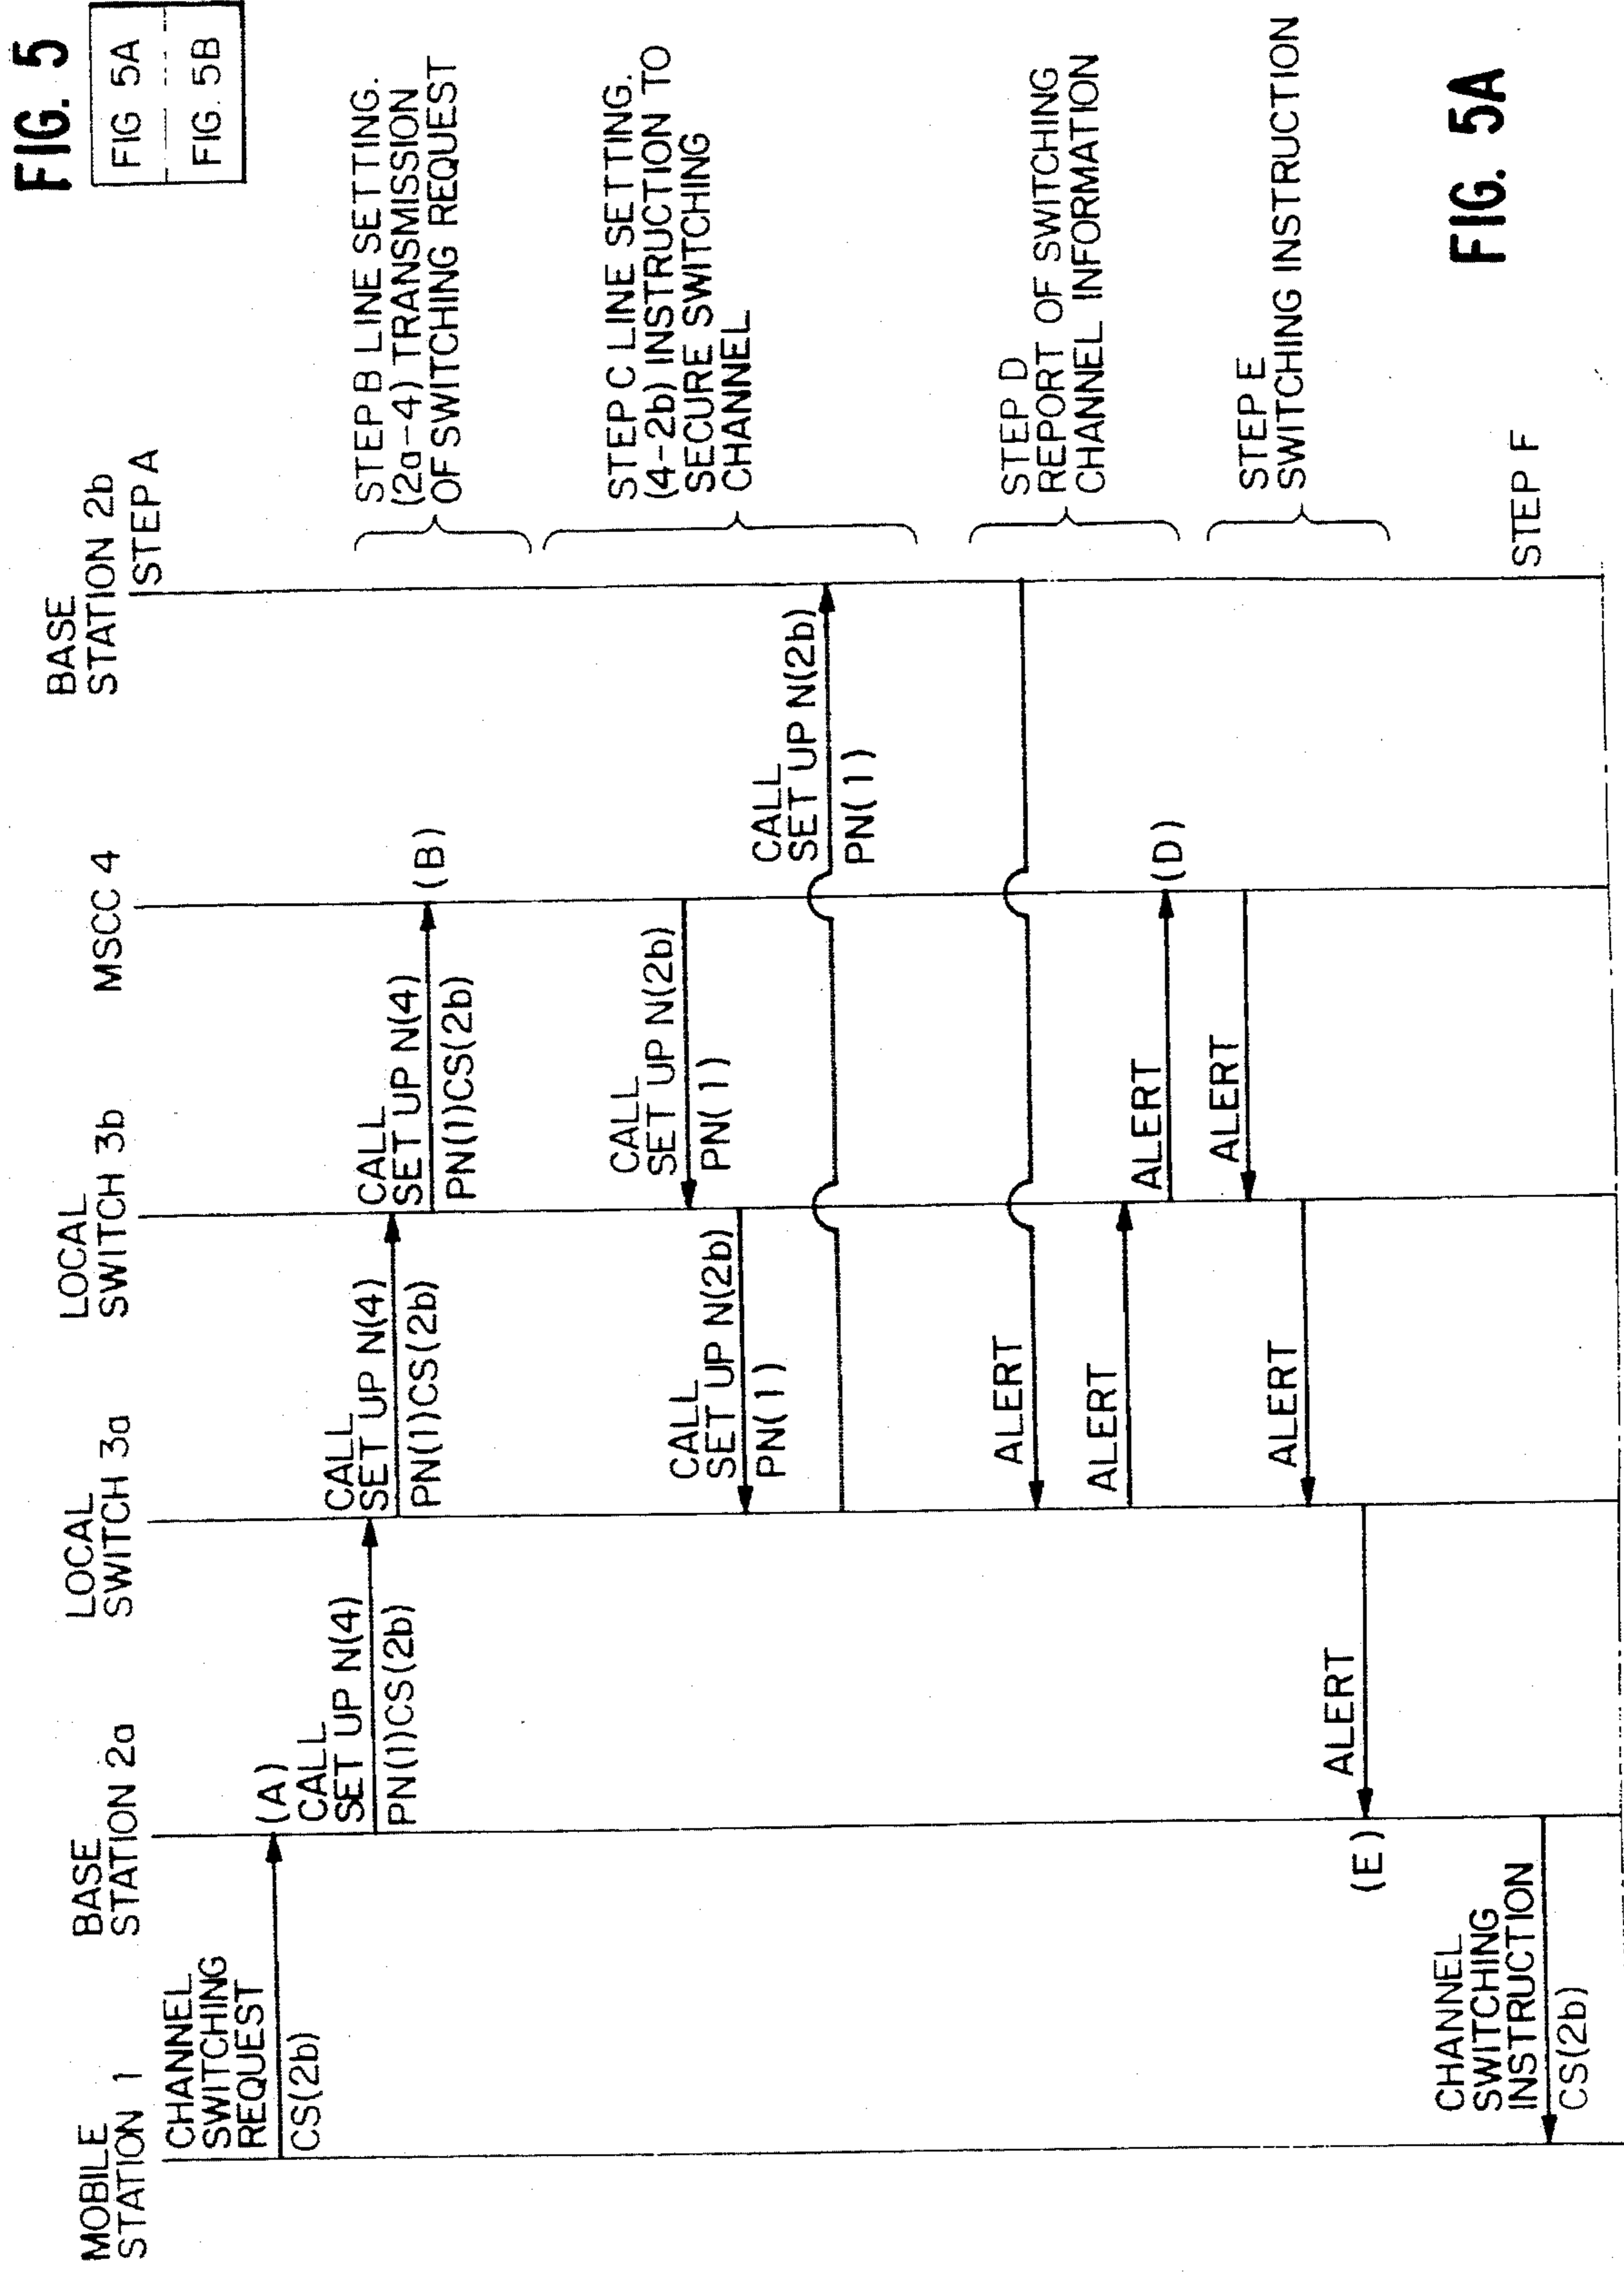 FIG. 5
FIG 5A
FIG. 5B
MOBILE
STATION 1
BASE
STATION 2a
LOCAL
SWITCH 3a
LOCAL
SWITCH 3b
MSCC 4
BASE
STATION 2b
STEP A
CHANNEL
SWITCHING
REQUEST
CS(2b)
(A)
CALL
SET UP N(4)
PN(1)CS(2b)
CALL
SET UP N(4)
PN(1)CS(2b)
CALL
SET UP N(4)
PN(1)CS(2b)
(B)
STEP B LINE SETTING.
(2a-4) TRANSMISSION
OF SWITCHING REQUEST
CALL
SET UP N(2b)
PN(1)
CALL
SET UP N(2b)
PN(1)
CALL
SET UP N(2b)
PN(1)
STEP C LINE SETTING.
(4-2b) INSTRUCTION TO
SECURE SWITCHING
CHANNEL
ALERT
ALERT
ALERT
(D)
STEP D
REPORT OF SWITCHING
CHANNEL INFORMATION
ALERT
ALERT
ALERT
(E)
STEP E
SWITCHING INSTRUCTION
CHANNEL
SWITCHING
INSTRUCTION
CS(2b)
STEP F
FIG. 5A